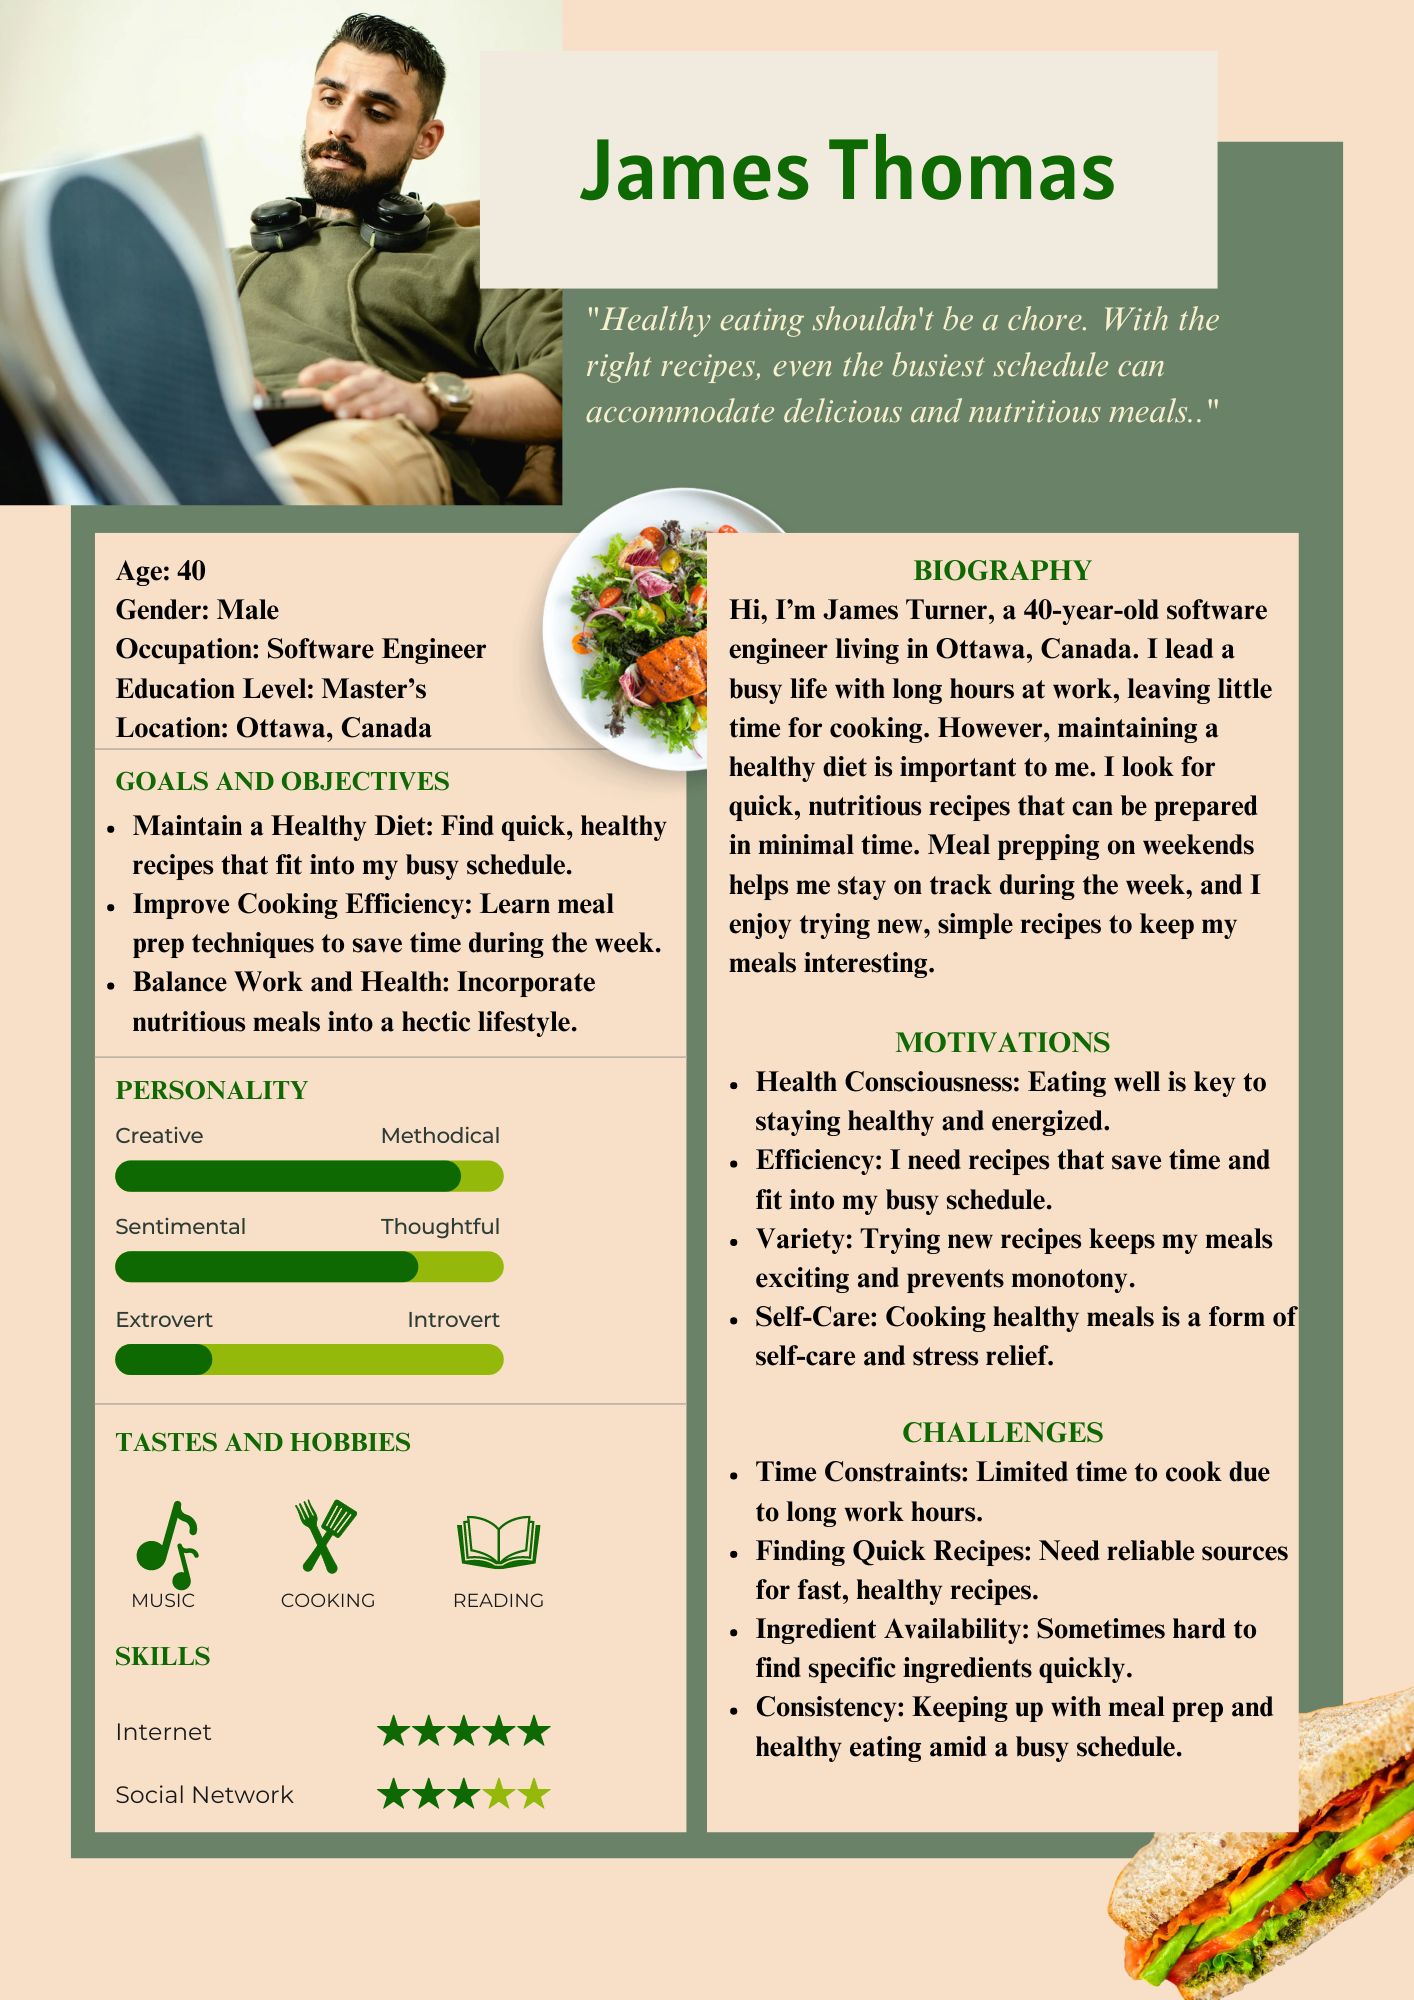 James Thomas
"Healthy eating shouldn't be a chore. With the
right recipes, even the busiest schedule can
accommodate delicious and nutritious meals.."
Age: 40
Gender: Male
Occupation: Software Engineer
Education Level: Master’s
Location: Ottawa, Canada
GOALS AND OBJECTIVES
• Maintain a Healthy Diet: Find quick, healthy
recipes that fit into my busy schedule.
• Improve Cooking Efficiency: Learn meal
prep techniques to save time during the week.
• Balance Work and Health: Incorporate
nutritious meals into a hectic lifestyle.
PERSONALITY
Creative Methodical
Sentimental Thoughtful
Extrovert Introvert
TASTES AND HOBBIES
MUSIC COOKING READING
SKILLS
Internet
Social Network
BIOGRAPHY
Hi, I’m James Turner, a 40-year-old software
engineer living in Ottawa, Canada. I lead a
busy life with long hours at work, leaving little
time for cooking. However, maintaining a
healthy diet is important to me. I look for
quick, nutritious recipes that can be prepared
in minimal time. Meal prepping on weekends
helps me stay on track during the week, and I
enjoy trying new, simple recipes to keep my
meals interesting.
MOTIVATIONS
• Health Consciousness: Eating well is key to
staying healthy and energized.
• Efficiency: I need recipes that save time and
fit into my busy schedule.
• Variety: Trying new recipes keeps my meals
exciting and prevents monotony.
• Self-Care: Cooking healthy meals is a form of
self-care and stress relief.
CHALLENGES
• Time Constraints: Limited time to cook due
to long work hours.
• Finding Quick Recipes: Need reliable sources
for fast, healthy recipes.
• Ingredient Availability: Sometimes hard to
find specific ingredients quickly.
• Consistency: Keeping up with meal prep and
healthy eating amid a busy schedule.